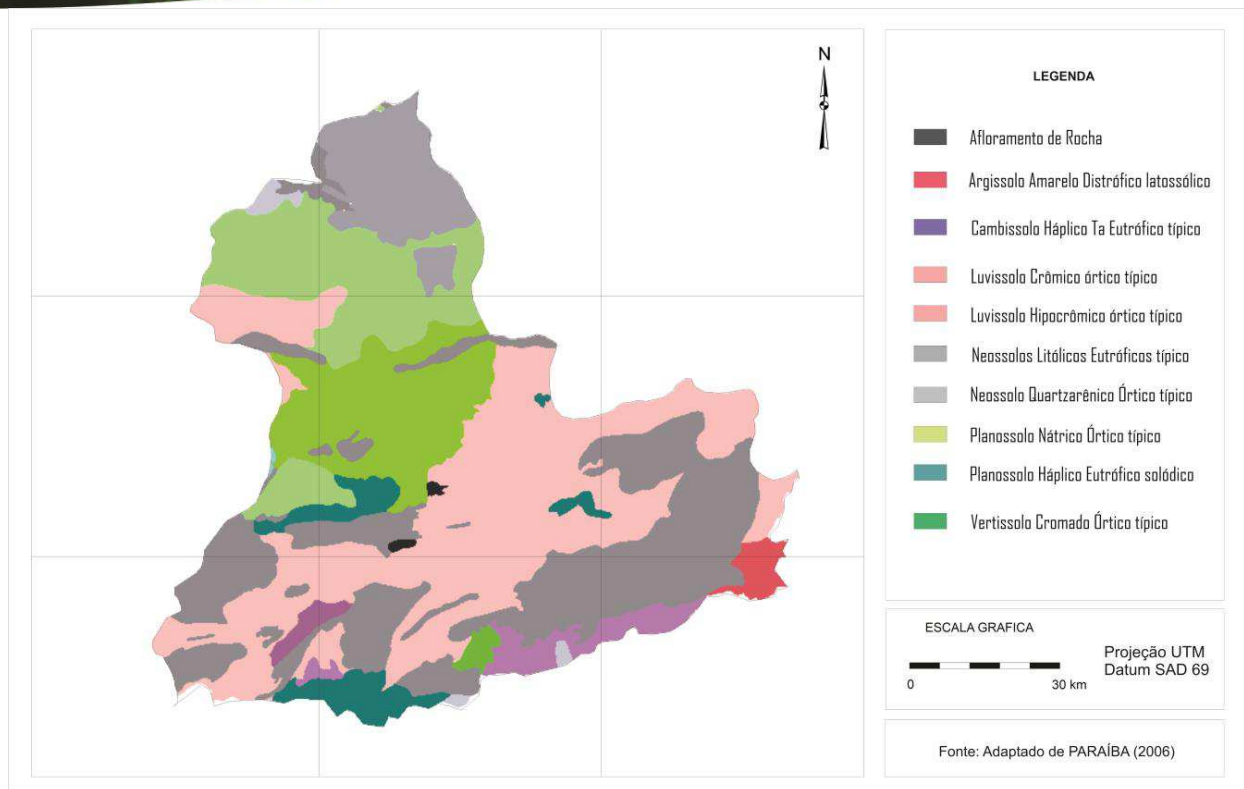 N
LEGENDA
Afloramento de Rocha
Argissolo Amarelo Distrófico latossólico
Cambissolo Háplico Ta Eutrófico típico
Luvissolo Crômico órtico típico
Luvissolo Hipocrômico órtico típico
Neossolos Litólicos Eutróficos típico
Neossolo Quartzarênico Órtico típico
Planossolo Nátrico Órtico típico
Planossolo Háplico Eutrófico solódico
Vertissolo Cromado Órtico típico
ESCALA GRAFICA
0 30 km
Projeção UTM
Datum SAD 69
Fonte: Adaptado de PARAÍBA (2006)